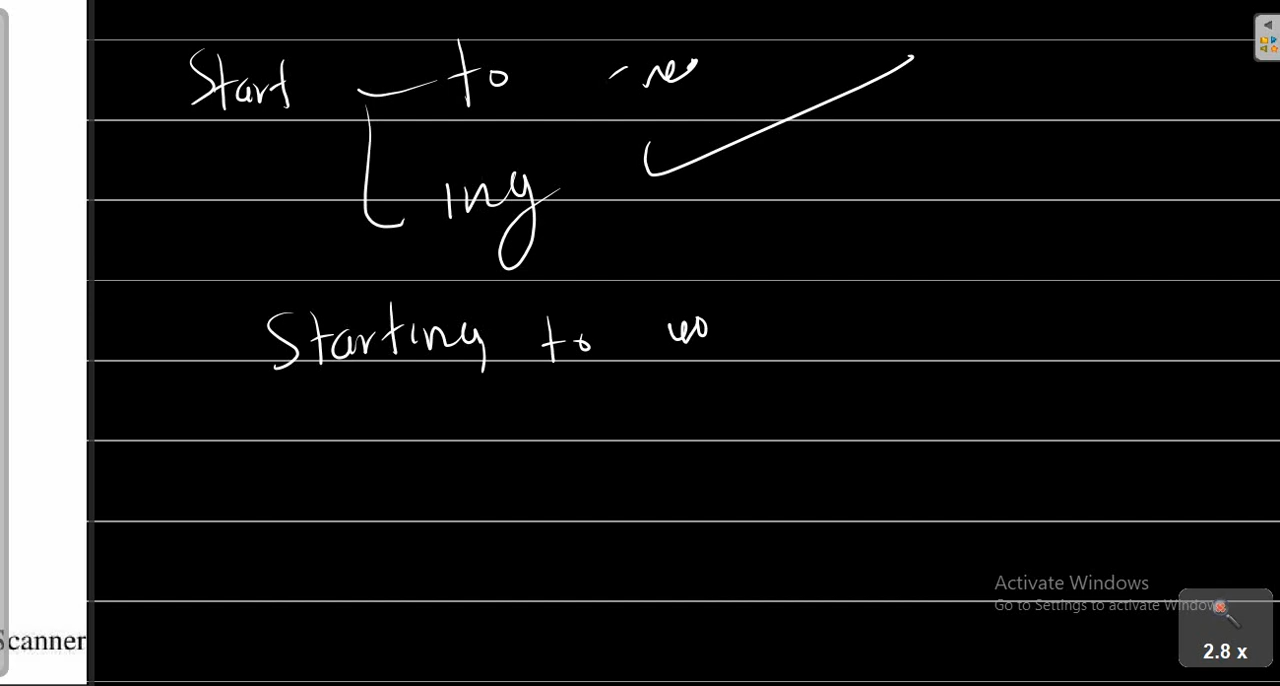 Start to
ing
Starting to
Activate Windows
Go to Settings to activate Windows
Scanner
2.8 x